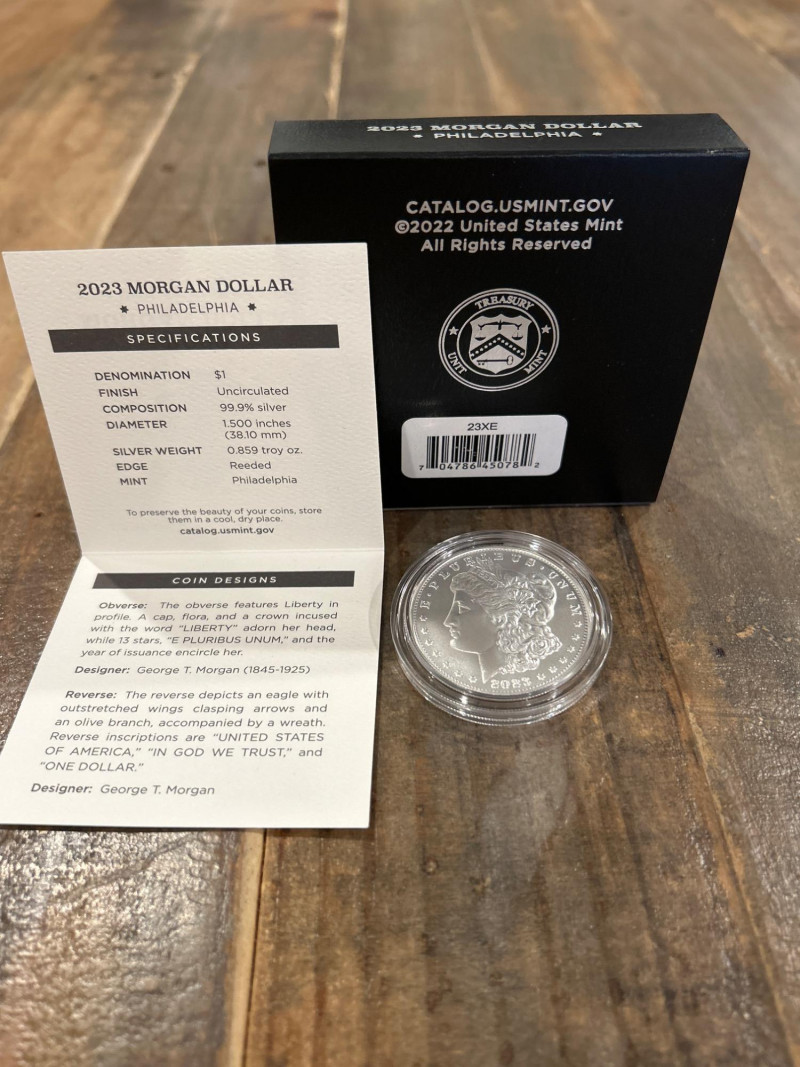 2023 MORGAN DOLLAR
* PHILADELPHIA *
CATALOG.USMINT.GOV
©2022 United States Mint
All Rights Reserved
TREASURY
UNIT MINT
23XE
7 04786 45078 2
2023 MORGAN DOLLAR
* PHILADELPHIA *
SPECIFICATIONS
DENOMINATION $1
FINISH Uncirculated
COMPOSITION 99.9% silver
DIAMETER 1.500 inches
(38.10 mm)
SILVER WEIGHT 0.859 troy oz.
EDGE Reeded
MINT Philadelphia
To preserve the beauty of your coins, store
them in a cool, dry place.
catalog.usmint.gov
COIN DESIGNS
Obverse: The obverse features Liberty in
profile. A cap, flora, and a crown incused
with the word "LIBERTY" adorn her head,
while 13 stars, "E PLURIBUS UNUM," and the
year of issuance encircle her.
Designer: George T. Morgan (1845-1925)
Reverse: The reverse depicts an eagle with
outstretched wings clasping arrows and
an olive branch, accompanied by a wreath.
Reverse inscriptions are "UNITED STATES
OF AMERICA," "IN GOD WE TRUST," and
"ONE DOLLAR."
Designer: George T. Morgan
E·PLURIBUS·UNUM
2023